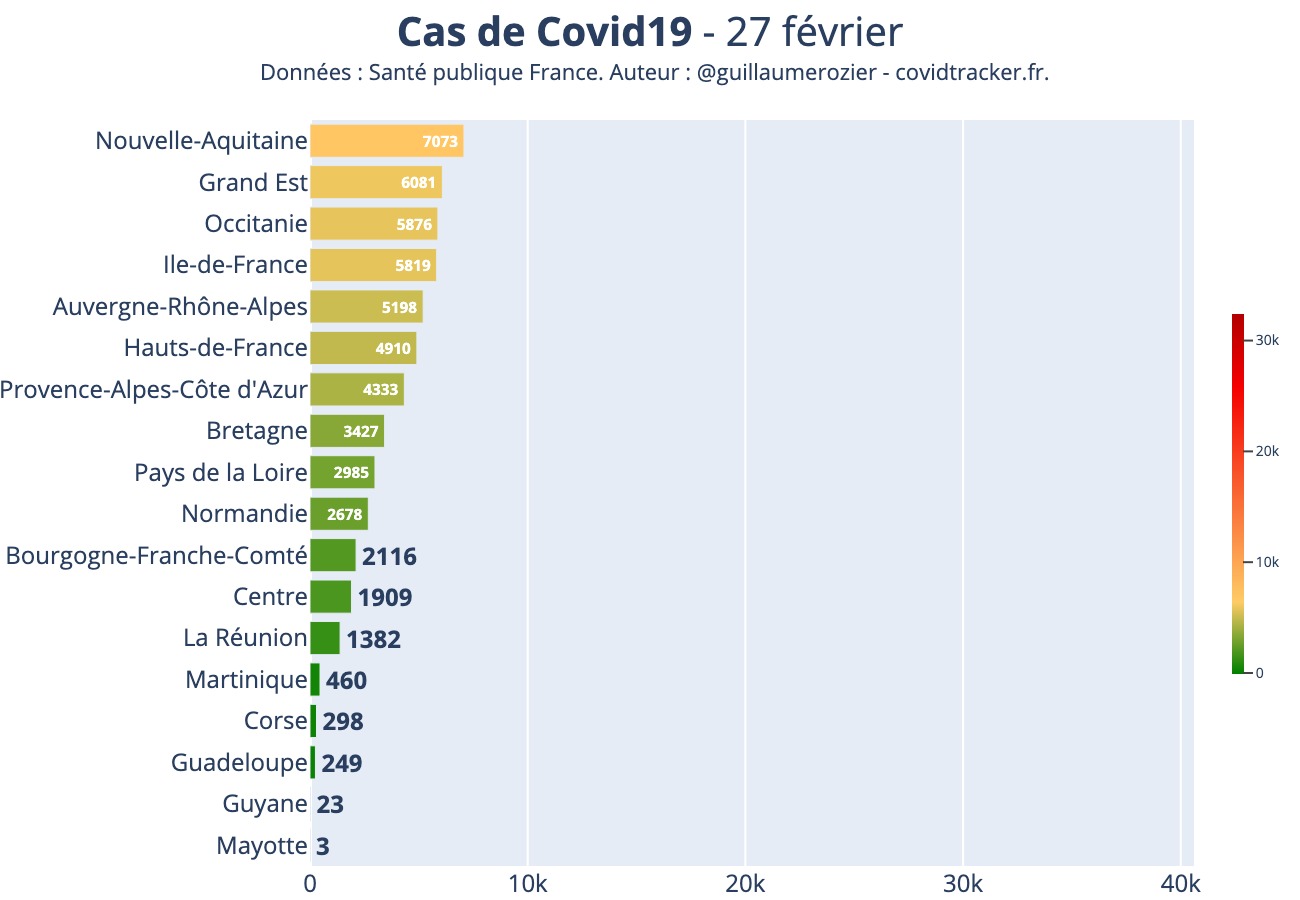 Cas de Covid19 - 27 février
Données : Santé publique France. Auteur : @guillaumerozier - covidtracker.fr.
Nouvelle-Aquitaine 7073
Grand Est 6081
Occitanie 5876
Ile-de-France 5819
Auvergne-Rhône-Alpes 5198
Hauts-de-France 4910
Provence-Alpes-Côte d'Azur 4333
Bretagne 3427
Pays de la Loire 2985
Normandie 2678
Bourgogne-Franche-Comté 2116
Centre 1909
La Réunion 1382
Martinique 460
Corse 298
Guadeloupe 249
Guyane 23
Mayotte 3
0 10k 20k 30k 40k
30k
20k
10k
0